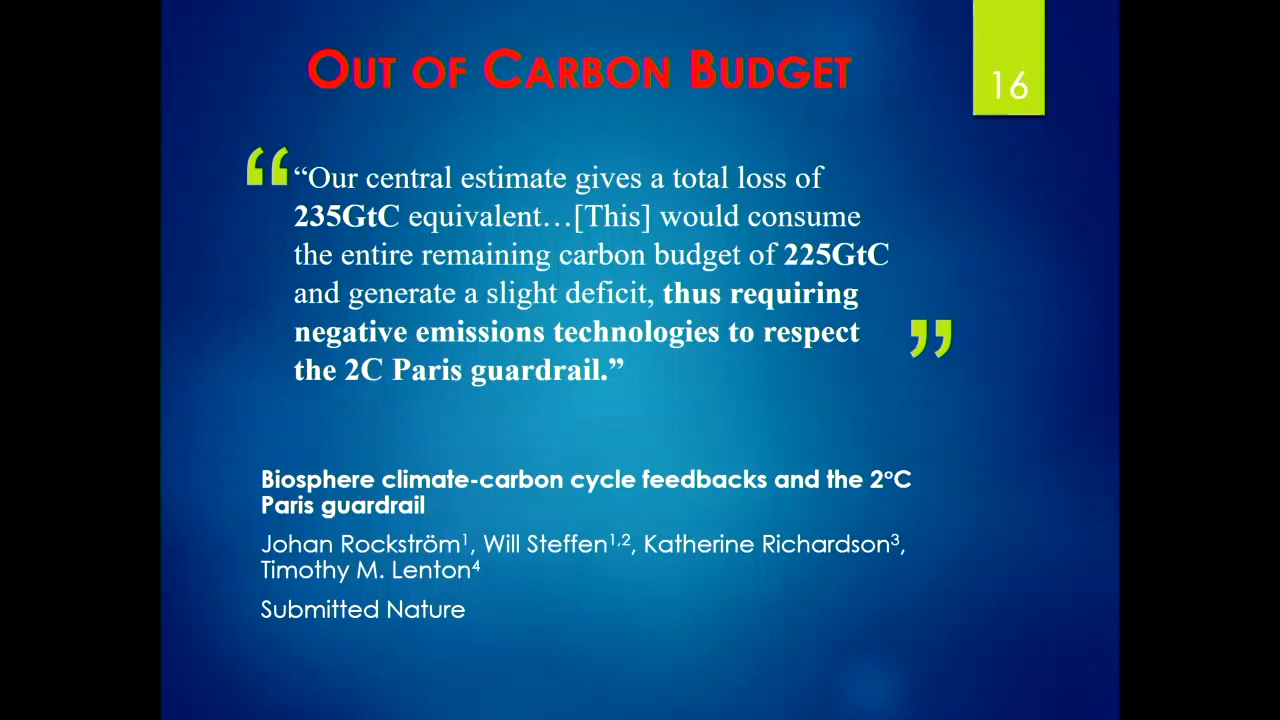 OUT OF CARBON BUDGET
16
“
“Our central estimate gives a total loss of
235GtC equivalent…[This] would consume
the entire remaining carbon budget of 225GtC
and generate a slight deficit, thus requiring
negative emissions technologies to respect
the 2C Paris guardrail.”
”
Biosphere climate-carbon cycle feedbacks and the 2°C
Paris guardrail
Johan Rockström¹, Will Steffen¹,², Katherine Richardson³,
Timothy M. Lenton⁴
Submitted Nature